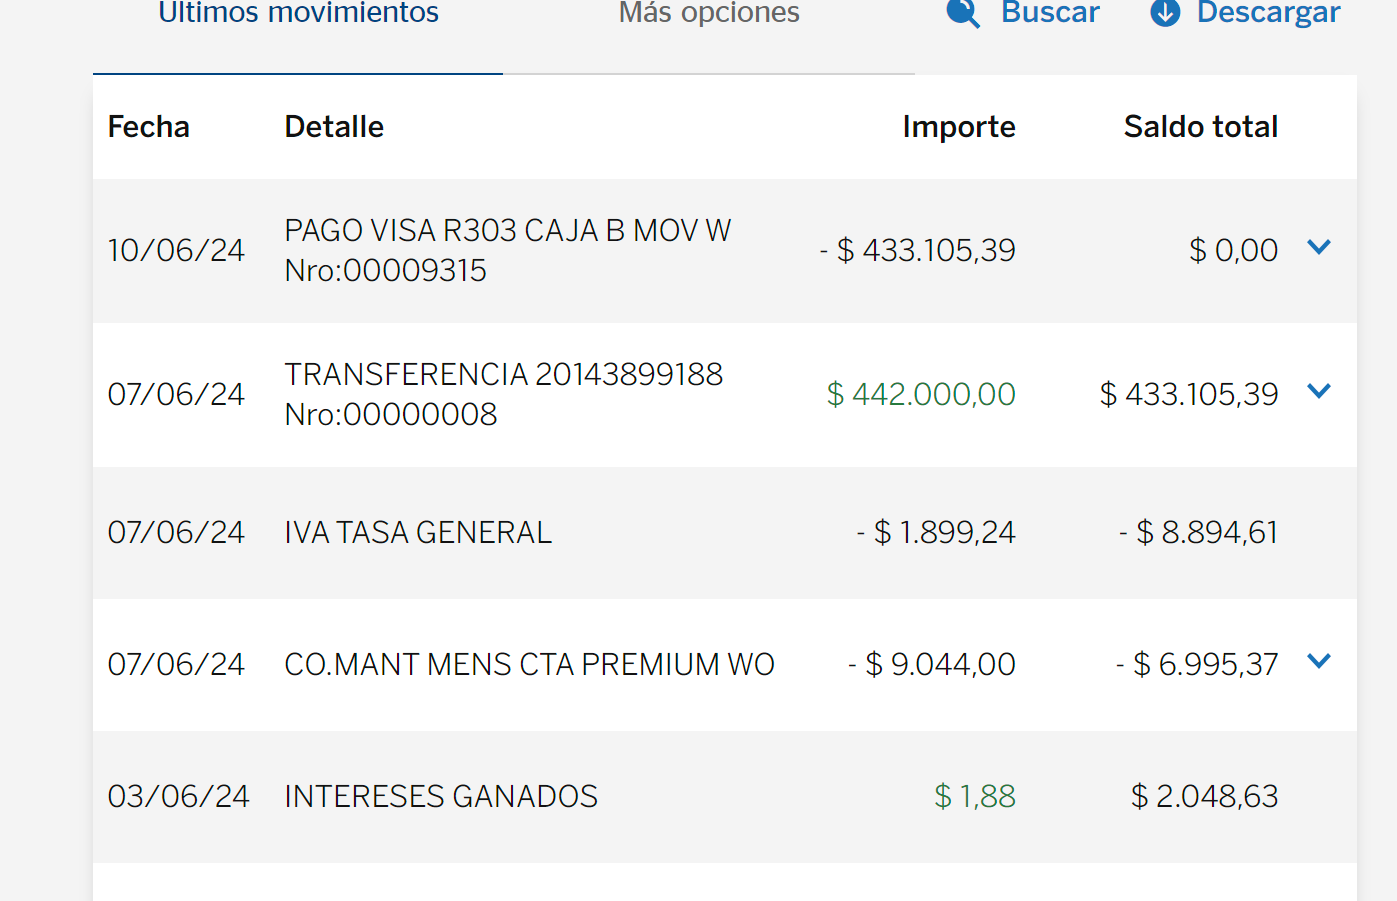 Últimos movimientos Más opciones Buscar Descargar
Fecha Detalle Importe Saldo total
10/06/24 PAGO VISA R303 CAJA B MOV W - $ 433.105,39 $ 0,00
Nro:00009315
07/06/24 TRANSFERENCIA 20143899188 $ 442.000,00 $ 433.105,39
Nro:00000008
07/06/24 IVA TASA GENERAL - $ 1.899,24 - $ 8.894,61
07/06/24 CO.MANT MENS CTA PREMIUM WO - $ 9.044,00 - $ 6.995,37
03/06/24 INTERESES GANADOS $ 1,88 $ 2.048,63